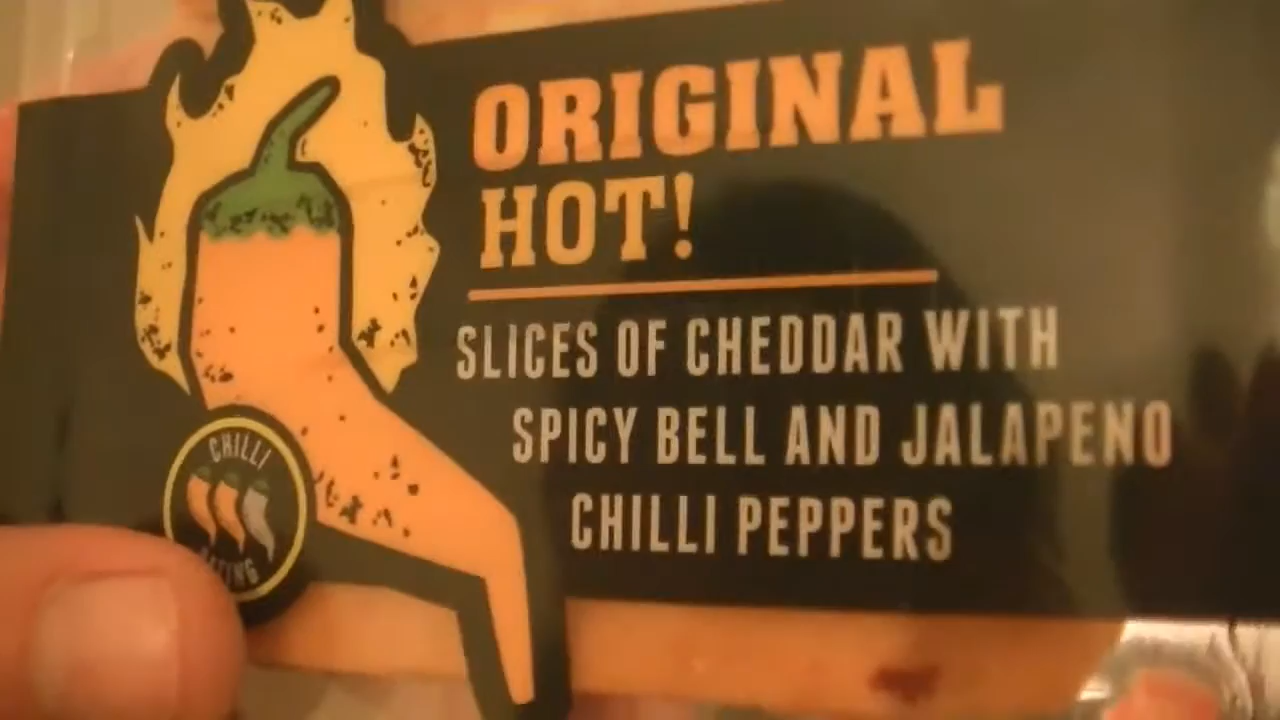 ORIGINAL
HOT!
SLICES OF CHEDDAR WITH
SPICY BELL AND JALAPENO
CHILLI PEPPERS
CHILLI